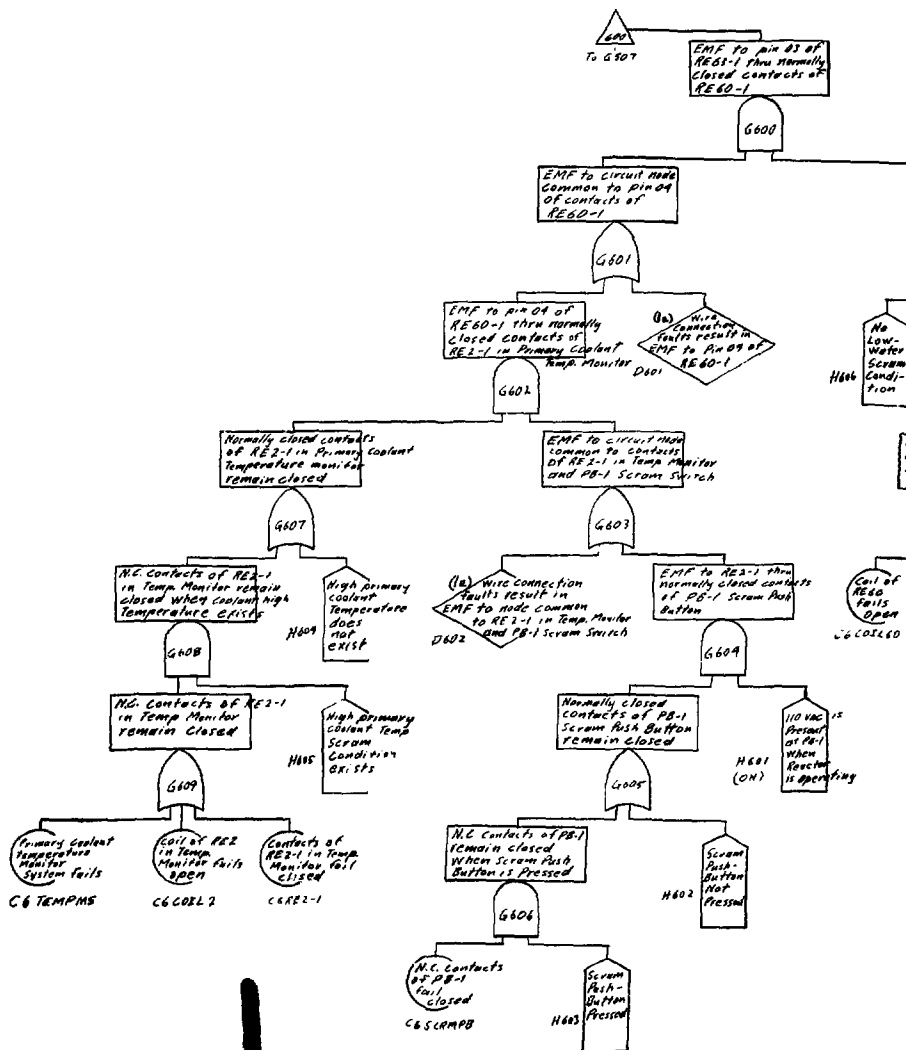 600
To G507
EMF to pin 03 of
RE63-1 thru normally
closed contacts of
RE60-1
G600
EMF to circuit node
common to pin 04
of contacts of
RE60-1
G601
EMF to pin 04 of
RE60-1 thru normally
closed contacts of
RE2-1 in Primary Coolant
Temp. Monitor
(1a) Wire
connection
faults result in
EMF to Pin 04 of
RE60-1
D601
No
Low-
Water
Scram
Condi-
tion
H606
G602
Normally closed contacts
of RE2-1 in Primary Coolant
Temperature monitor
remain closed
EMF to circuit node
common to contacts
of RE2-1 in Temp. Monitor
and PB-1 Scram Switch
G607
G603
N.C. Contacts of RE2-1
in Temp. Monitor remain
closed when Coolant high
Temperature exists
High primary
coolant
Temperature
does
not
exist
H604
(1a) Wire connection
faults result in
EMF to node common
to RE2-1 in Temp. Monitor
and PB-1 Scram Switch
D602
EMF to RE2-1 thru
normally closed contacts
of PB-1 Scram Push
Button
Coil of
RE60
fails
open
C6COIL60
G608
G604
N.C. Contacts of RE2-1
in Temp Monitor
remain Closed
High primary
coolant Temp
Scram
Condition
exists
H605
Normally closed
contacts of PB-1
Scram Push Button
remain closed
110 VAC is
Present
at PB-1
when
Reactor
is operating
H601
(ON)
G609
G605
Primary Coolant
Temperature
Monitor
System fails
C6TEMPMS
Coil of RE2
in Temp.
Monitor fails
open
C6COIL2
Contacts of
RE2-1 in Temp.
Monitor fail
closed
C6RE2-1
N.C. Contacts of PB-1
remain closed
When Scram Push
Button is Pressed
Scram
Push-
Button
Not
Pressed
H602
G606
N.C. Contacts
of PB-1
fail
closed
C6SCRMPB
Scram
Push-
Button
Pressed
H603